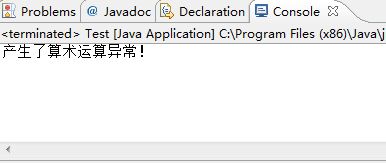 Problems @ Javadoc Declaration Console
<terminated> Test [Java Application] C:\Program Files (x86)\Java\j
产生了算术运算异常!